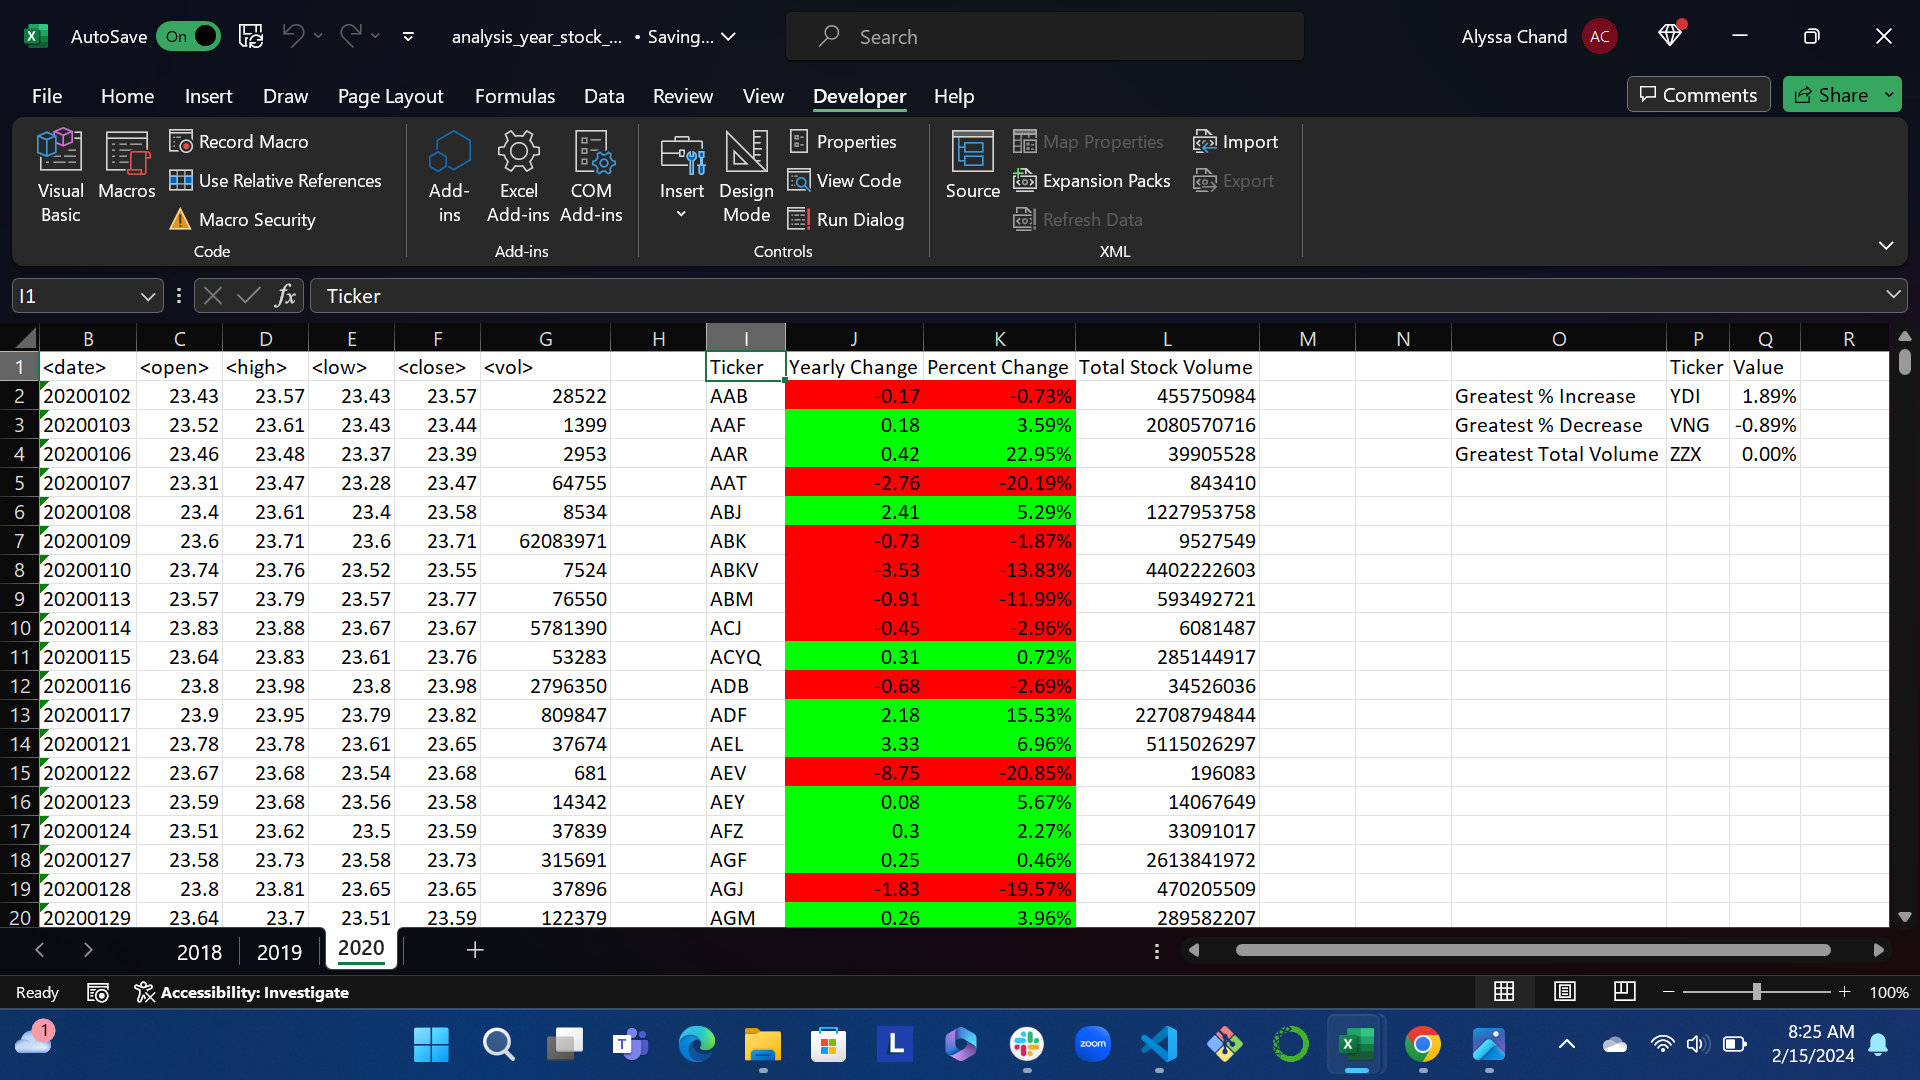 AutoSave On analysis_year_stock_... • Saving... Search Alyssa Chand AC
File Home Insert Draw Page Layout Formulas Data Review View Developer Help Comments Share
Visual Basic
Macros
Record Macro
Use Relative References
Macro Security
Code
Add-ins
Excel Add-ins
COM Add-ins
Add-ins
Insert
Design Mode
Properties
View Code
Run Dialog
Controls
Source
Map Properties
Expansion Packs
Refresh Data
Import
Export
XML
I1 fx Ticker
B C D E F G H I J K L M N O P Q R
1 <date> <open> <high> <low> <close> <vol> Ticker Yearly Change Percent Change Total Stock Volume Ticker Value
2 20200102 23.43 23.57 23.43 23.57 28522 AAB -0.17 -0.73% 455750984 Greatest % Increase YDI 1.89%
3 20200103 23.52 23.61 23.43 23.44 1399 AAF 0.18 3.59% 2080570716 Greatest % Decrease VNG -0.89%
4 20200106 23.46 23.48 23.37 23.39 2953 AAR 0.42 22.95% 39905528 Greatest Total Volume ZZX 0.00%
5 20200107 23.31 23.47 23.28 23.47 64755 AAT -2.76 -20.19% 843410
6 20200108 23.4 23.61 23.4 23.58 8534 ABJ 2.41 5.29% 1227953758
7 20200109 23.6 23.71 23.6 23.71 62083971 ABK -0.73 -1.87% 9527549
8 20200110 23.74 23.76 23.52 23.55 7524 ABKV -3.53 -13.83% 4402222603
9 20200113 23.57 23.79 23.57 23.77 76550 ABM -0.91 -11.99% 593492721
10 20200114 23.83 23.88 23.67 23.67 5781390 ACJ -0.45 -2.96% 6081487
11 20200115 23.64 23.83 23.61 23.76 53283 ACYQ 0.31 0.72% 285144917
12 20200116 23.8 23.98 23.8 23.98 2796350 ADB -0.68 -2.69% 34526036
13 20200117 23.9 23.95 23.79 23.82 809847 ADF 2.18 15.53% 22708794844
14 20200121 23.78 23.78 23.61 23.65 37674 AEL 3.33 6.96% 5115026297
15 20200122 23.67 23.68 23.54 23.68 681 AEV -8.75 -20.85% 196083
16 20200123 23.59 23.68 23.56 23.58 14342 AEY 0.08 5.67% 14067649
17 20200124 23.51 23.62 23.5 23.59 37839 AFZ 0.3 2.27% 33091017
18 20200127 23.58 23.73 23.58 23.73 315691 AGF 0.25 0.46% 2613841972
19 20200128 23.8 23.81 23.65 23.65 37896 AGJ -1.83 -19.57% 470205509
20 20200129 23.64 23.7 23.51 23.59 122379 AGM 0.26 3.96% 289582207
2018 2019 2020
Ready Accessibility: Investigate 100%
1 T L zoom 8:25 AM
2/15/2024